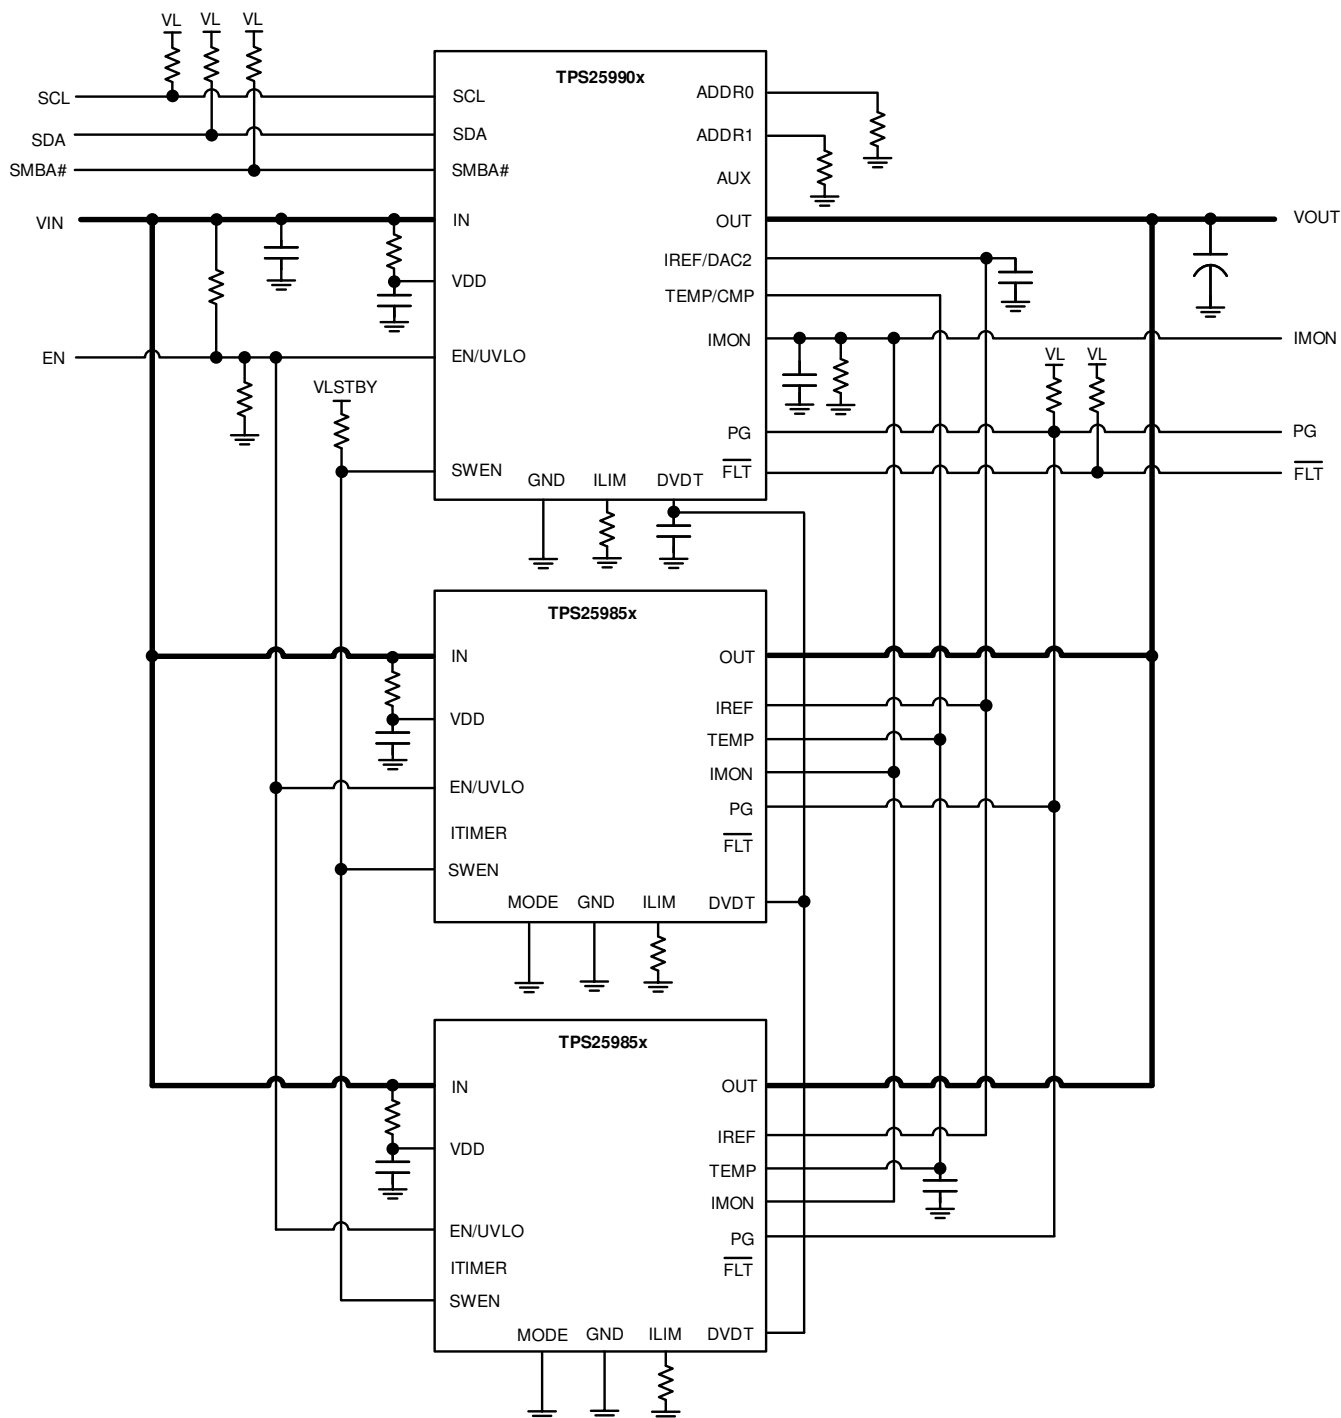 VL VL VL
SCL
SDA
SMBA#
VIN
EN
VLSTBY
TPS25990x
SCL
SDA
SMBA#
IN
VDD
EN/UVLO
SWEN
GND ILIM DVDT
ADDR0
ADDR1
AUX
OUT
IREF/DAC2
TEMP/CMP
IMON
PG
FLT
VL VL
VOUT
IMON
PG
FLT
TPS25985x
IN
VDD
EN/UVLO
ITIMER
SWEN
MODE GND ILIM
OUT
IREF
TEMP
IMON
PG
FLT
DVDT
TPS25985x
IN
VDD
EN/UVLO
ITIMER
SWEN
MODE GND ILIM
OUT
IREF
TEMP
IMON
PG
FLT
DVDT